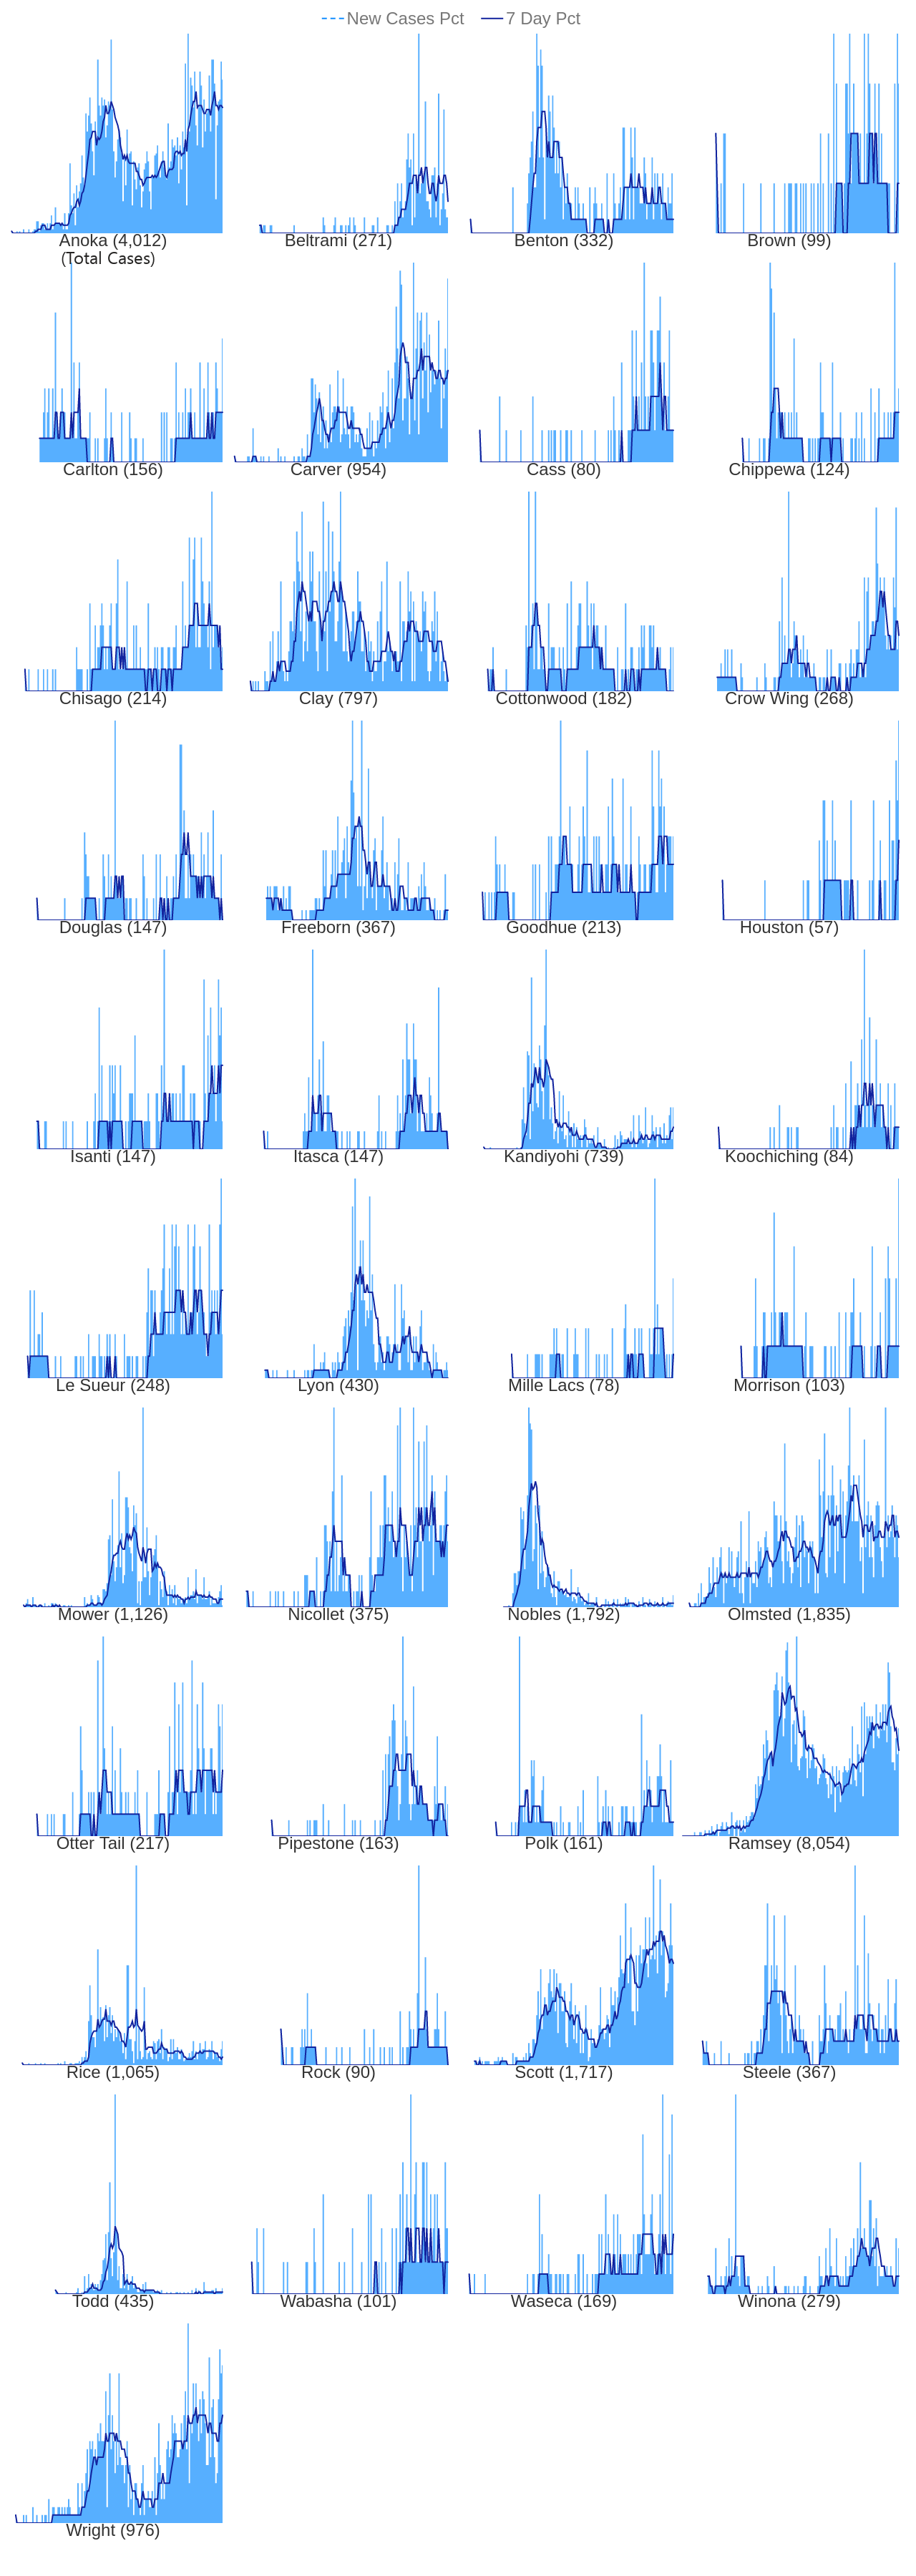 New Cases Pct 7 Day Pct
Anoka (4,012) Beltrami (271) Benton (332) Brown (99)
(Total Cases)
Carlton (156) Carver (954) Cass (80) Chippewa (124)
Chisago (214) Clay (797) Cottonwood (182) Crow Wing (268)
Douglas (147) Freeborn (367) Goodhue (213) Houston (57)
Isanti (147) Itasca (147) Kandiyohi (739) Koochiching (84)
Le Sueur (248) Lyon (430) Mille Lacs (78) Morrison (103)
Mower (1,126) Nicollet (375) Nobles (1,792) Olmsted (1,835)
Otter Tail (217) Pipestone (163) Polk (161) Ramsey (8,054)
Rice (1,065) Rock (90) Scott (1,717) Steele (367)
Todd (435) Wabasha (101) Waseca (169) Winona (279)
Wright (976)